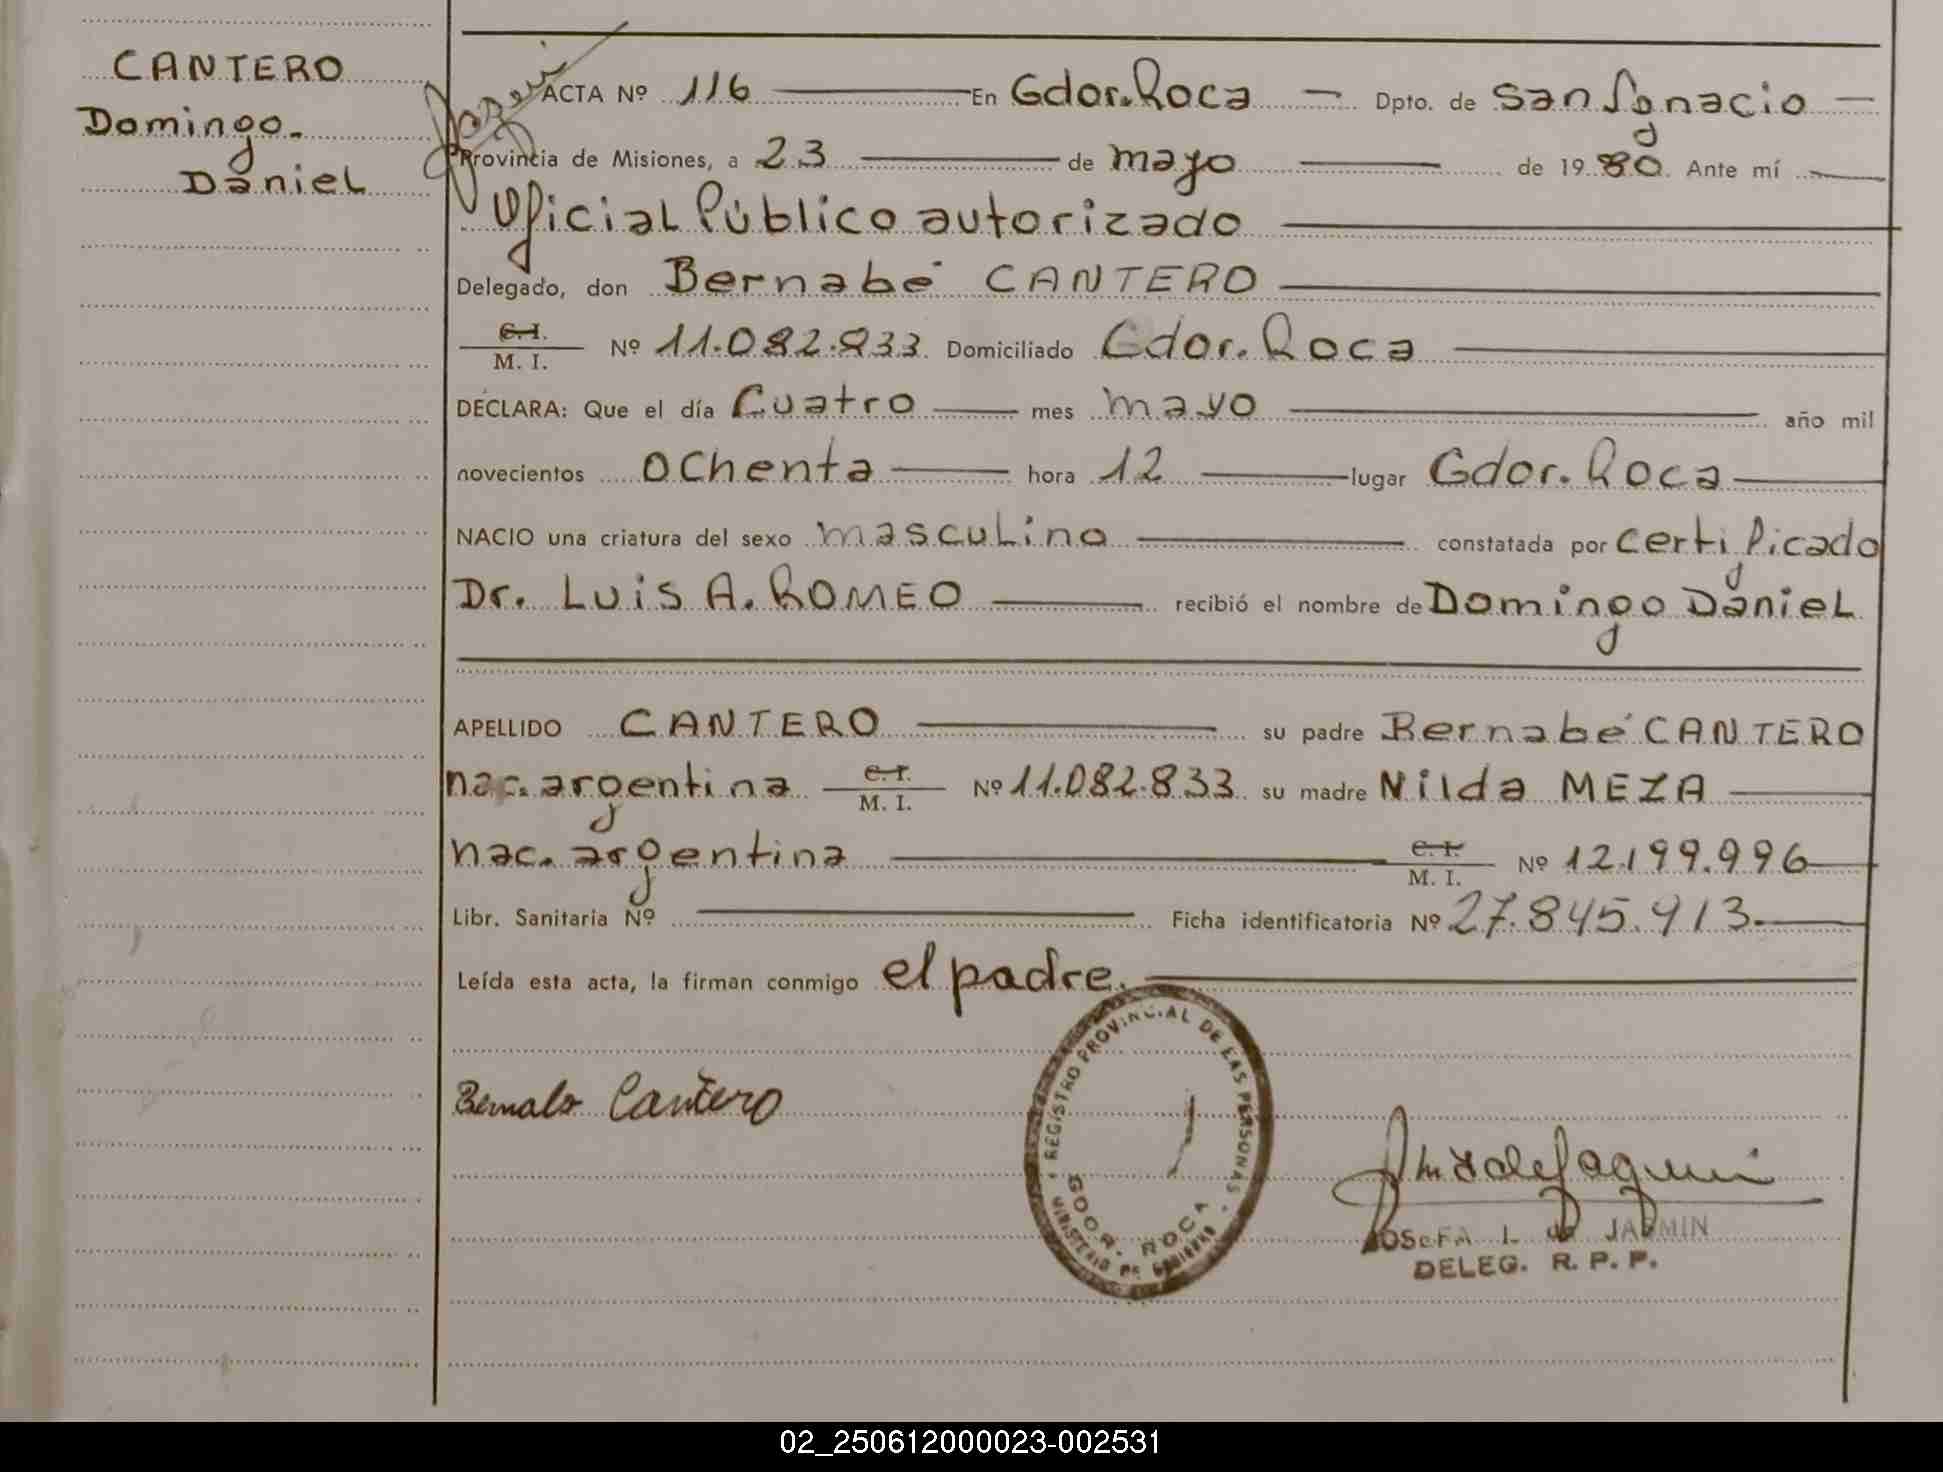 CANTERO
Domingo.
Daniel
ACTA Nº 116 En Gdor. Roca Dpto. de San Ignacio
Provincia de Misiones, a 23 de mayo de 1980 Ante mí
Oficial Público autorizado
Delegado, don Bernabé CANTERO
C. I.
M. I. Nº 11.082.833 Domiciliado Gdor. Roca
DECLARA: Que el día Cuatro mes mayo año mil
novecientos ochenta hora 12 lugar Gdor. Roca
NACIO una criatura del sexo masculino constatada por certificado
Dr. Luis A. ROMEO recibió el nombre de Domingo Daniel
APELLIDO CANTERO su padre Bernabé CANTERO
nac. argentina C. I.
M. I. Nº 11.082.833 su madre Nilda MEZA
nac. argentina C. I.
M. I. Nº 12.199.996
Libr. Sanitaria Nº Ficha identificatoria Nº 27.845.913
Leída esta acta, la firman conmigo el padre.
Cantero
REGISTRO PROVINCIAL DE LAS PERSONAS
GDOR. ROCA
MINISTERIO DE GOBIERNO
JOSEFA I. de JASMIN
DELEG. R. P. P.
02_250612000023-002531